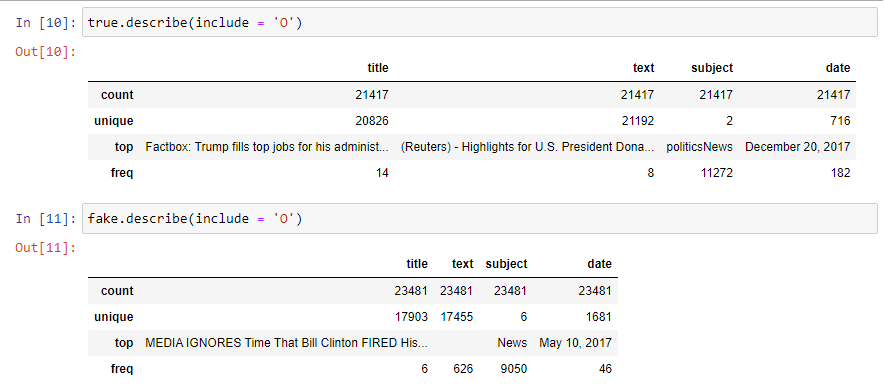 In [10]: true.describe(include = 'O')
Out[10]:
title text subject date
count 21417 21417 21417 21417
unique 20826 21192 2 716
top Factbox: Trump fills top jobs for his administ... (Reuters) - Highlights for U.S. President Dona... politicsNews December 20, 2017
freq 14 8 11272 182
In [11]: fake.describe(include = 'O')
Out[11]:
title text subject date
count 23481 23481 23481 23481
unique 17903 17455 6 1681
top MEDIA IGNORES Time That Bill Clinton FIRED His... News May 10, 2017
freq 6 626 9050 46